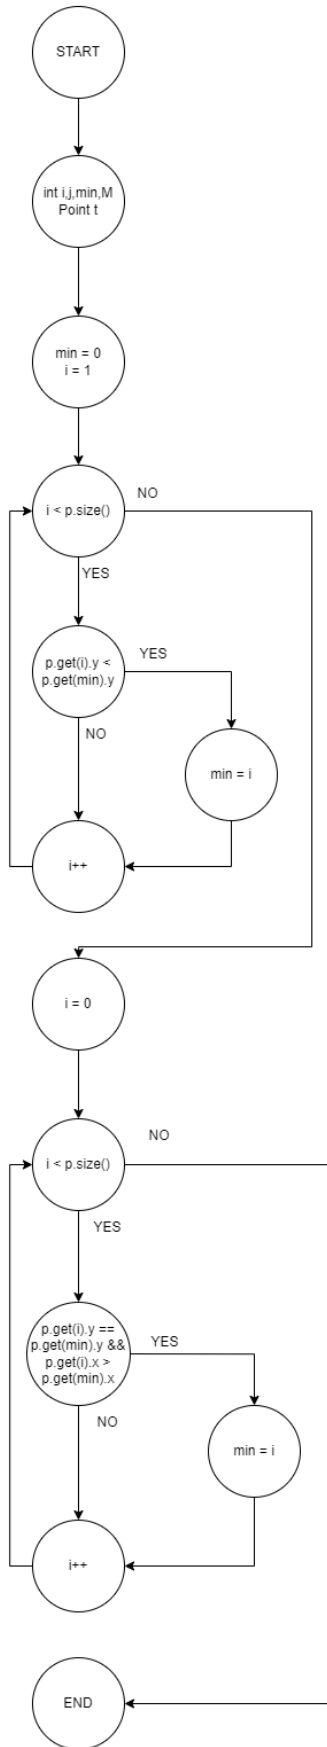 START
int i,j,min,M
Point t
min = 0
i = 1
i < p.size()
NO
YES
p.get(i).y <
p.get(min).y
YES
NO
min = i
i++
i = 0
i < p.size()
NO
YES
p.get(i).y ==
p.get(min).y &&
p.get(i).x >
p.get(min).x
YES
NO
min = i
i++
END